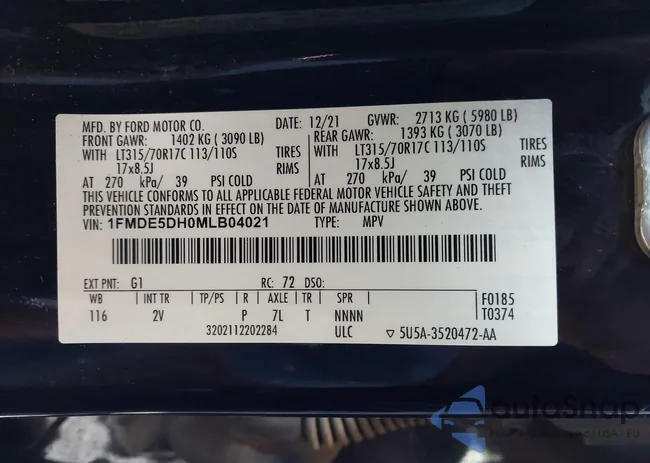 MFD. BY FORD MOTOR CO. 12/21 GVWR: 2713 KG ( 5980 LB)
FRONT GAWR: 1402 KG ( 3090 LB) REAR GAWR: 1393 KG ( 3070 LB)
WITH LT315/70R17C 113/110S TIRES WITH LT315/70R17C 113/110S TIRES
17x8.5J RIMS 17x8.5J RIMS
AT 270 kPa/ 39 PSI COLD AT 270 kPa/ 39 PSI COLD
THIS VEHICLE CONFORMS TO ALL APPLICABLE FEDERAL MOTOR VEHICLE SAFETY AND THEFT
PREVENTION STANDARDS IN EFFECT ON THE DATE OF MANUFACTURE SHOWN ABOVE.
VIN: 1FMDE5DH0MLB04021 TYPE: MPV
EXT PNT: G1 RC: 72 DSO:
WB INT TR TP/PS R AXLE TR SPR F0185
116 2V P 7L T NNNN T0374
3202112202284 ULC ▽ 5U5A-3520472-AA
autoSnap